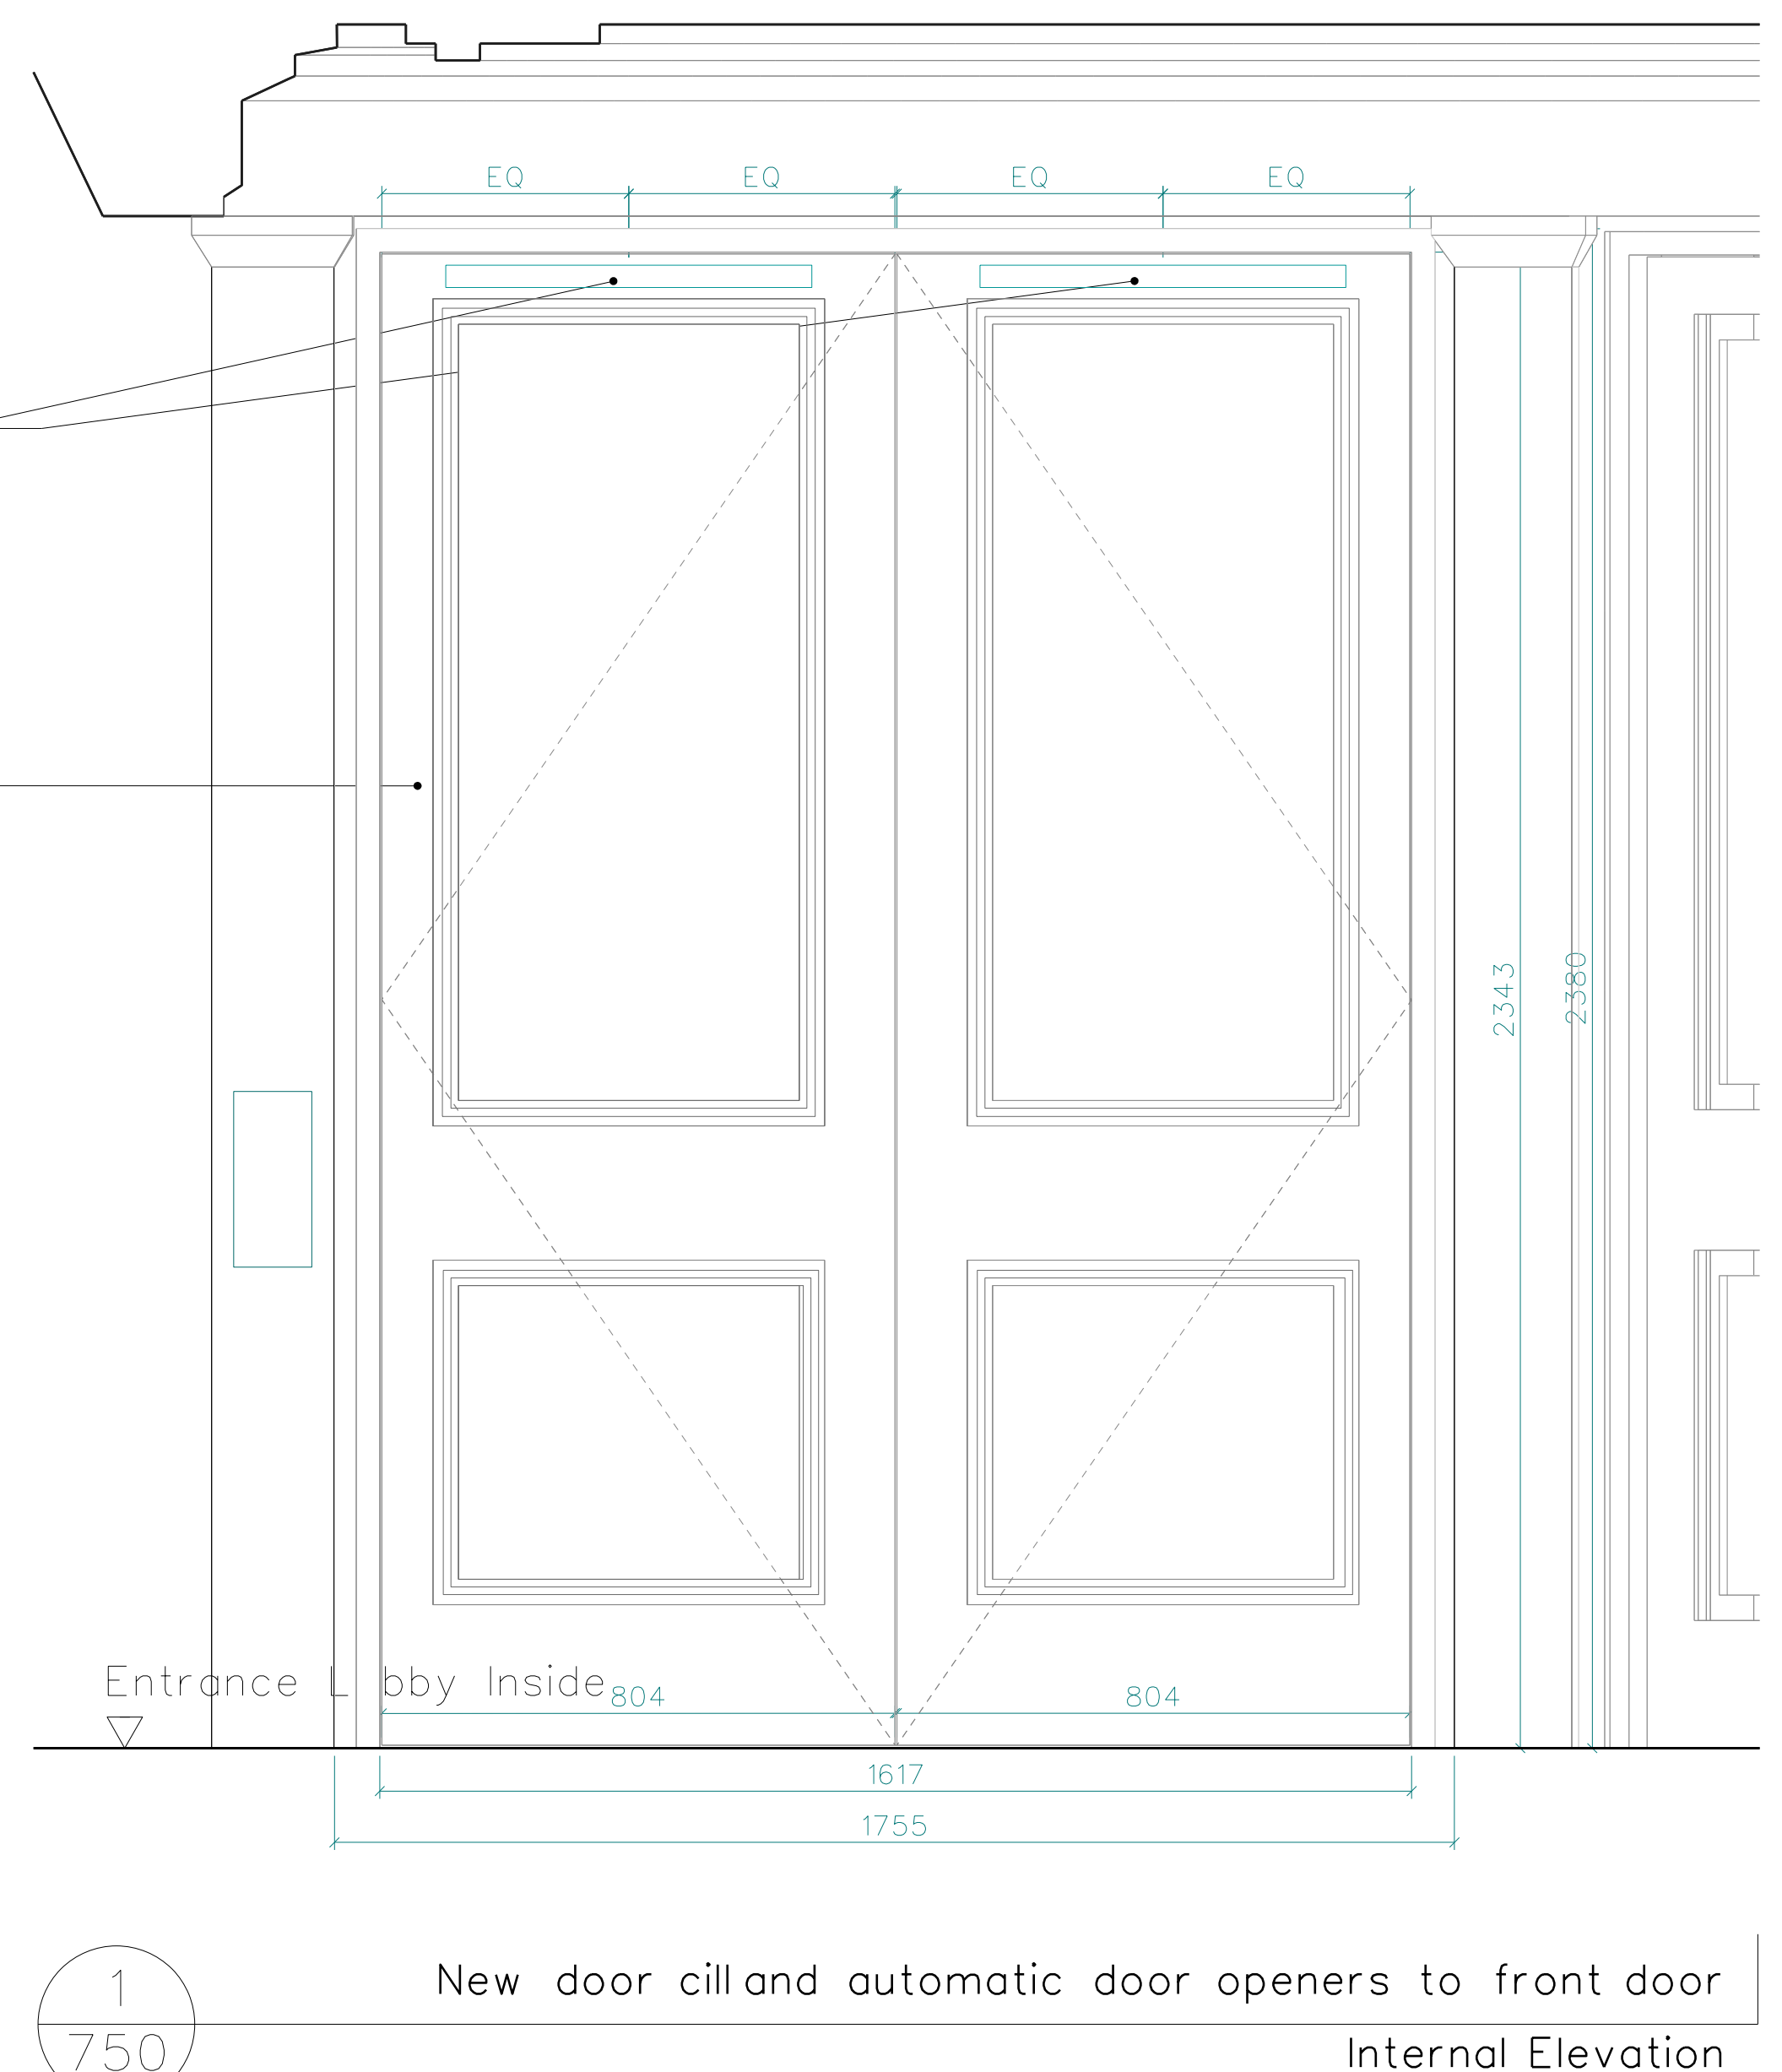 EQ EQ EQ EQ
2343
2380
Entrance L bby Inside
804 804
1617
1755
1
750
New door cill and automatic door openers to front door
Internal Elevation